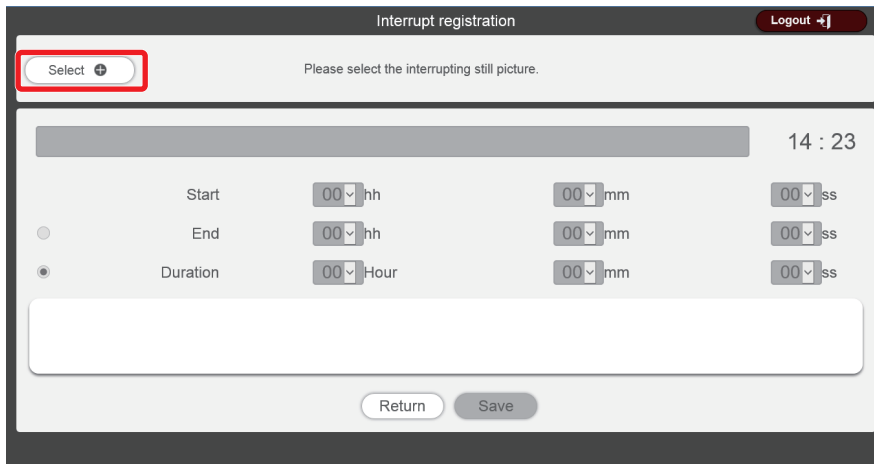 Interrupt registration
Logout
Select
Please select the interrupting still picture.
14 : 23
Start 00 hh 00 mm 00 ss
End 00 hh 00 mm 00 ss
Duration 00 Hour 00 mm 00 ss
Return Save